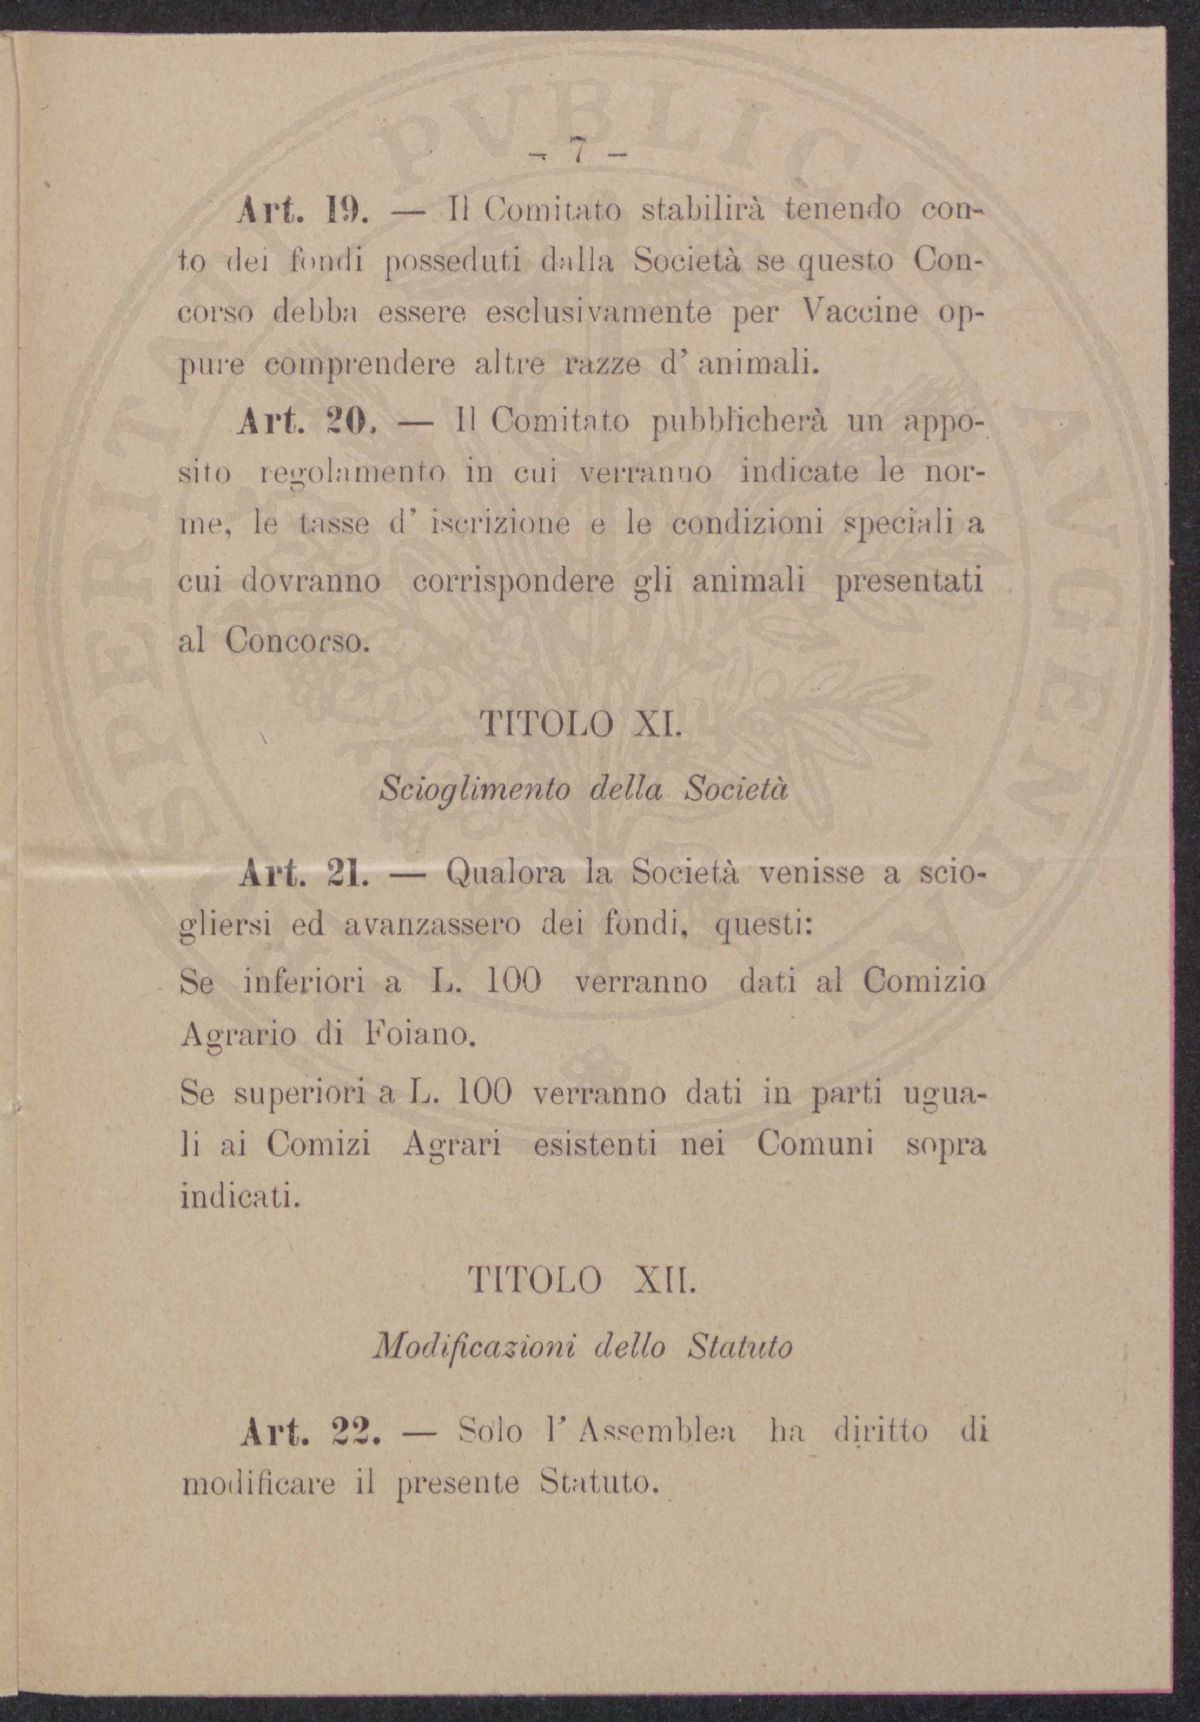 – 7 –
Art. 19. — Il Comitato stabilirà tenendo con-
to dei fondi posseduti dalla Società se questo Con-
corso debba essere esclusivamente per Vaccine op-
pure comprendere altre razze d' animali.
Art. 20. — Il Comitato pubblicherà un appo-
sito regolamento in cui verranno indicate le nor-
me, le tasse d' iscrizione e le condizioni speciali a
cui dovranno corrispondere gli animali presentati
al Concorso.
TITOLO XI.
Scioglimento della Società
Art. 21. — Qualora la Società venisse a scio-
gliersi ed avanzassero dei fondi, questi:
Se inferiori a L. 100 verranno dati al Comizio
Agrario di Foiano.
Se superiori a L. 100 verranno dati in parti ugua-
li ai Comizi Agrari esistenti nei Comuni sopra
indicati.
TITOLO XII.
Modificazioni dello Statuto
Art. 22. — Solo l' Assemblea ha diritto di
modificare il presente Statuto.
PVBLICAE AVGENDAE
PROSPERITATI